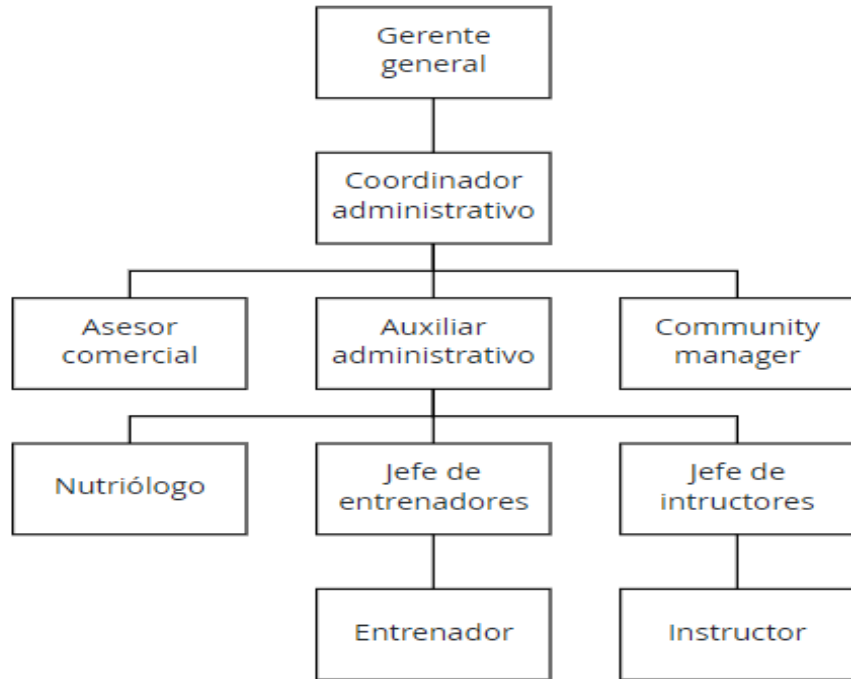 Gerente
general
Coordinador
administrativo
Asesor
comercial
Auxiliar
administrativo
Community
manager
Nutriólogo
Jefe de
entrenadores
Jefe de
intructores
Entrenador
Instructor